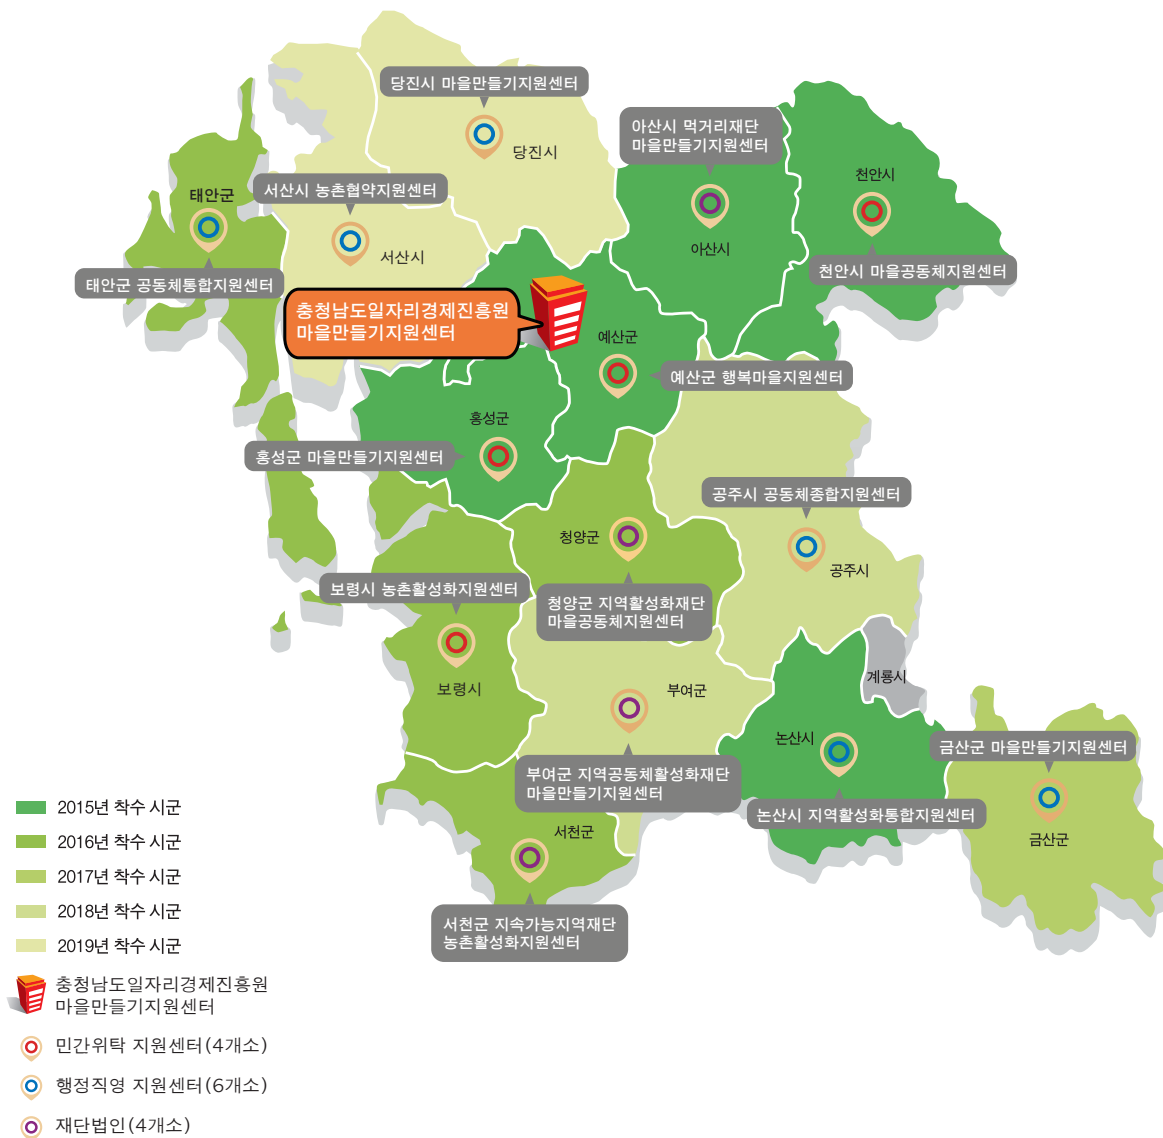 당진시 마을만들기지원센터
당진시
아산시 먹거리재단
마을만들기지원센터
아산시
천안시
천안시 마을공동체지원센터
태안군
태안군 공동체통합지원센터
서산시 농촌협약지원센터
서산시
충청남도일자리경제진흥원
마을만들기지원센터
예산군
예산군 행복마을지원센터
홍성군
홍성군 마을만들기지원센터
공주시 공동체종합지원센터
공주시
청양군
청양군 지역활성화재단
마을공동체지원센터
보령시 농촌활성화지원센터
보령시
부여군
부여군 지역공동체활성화재단
마을만들기지원센터
계룡시
논산시
논산시 지역활성화통합지원센터
금산군 마을만들기지원센터
금산군
서천군
서천군 지속가능지역재단
농촌활성화지원센터
2015년 착수 시군
2016년 착수 시군
2017년 착수 시군
2018년 착수 시군
2019년 착수 시군
충청남도일자리경제진흥원
마을만들기지원센터
민간위탁 지원센터(4개소)
행정직영 지원센터(6개소)
재단법인(4개소)